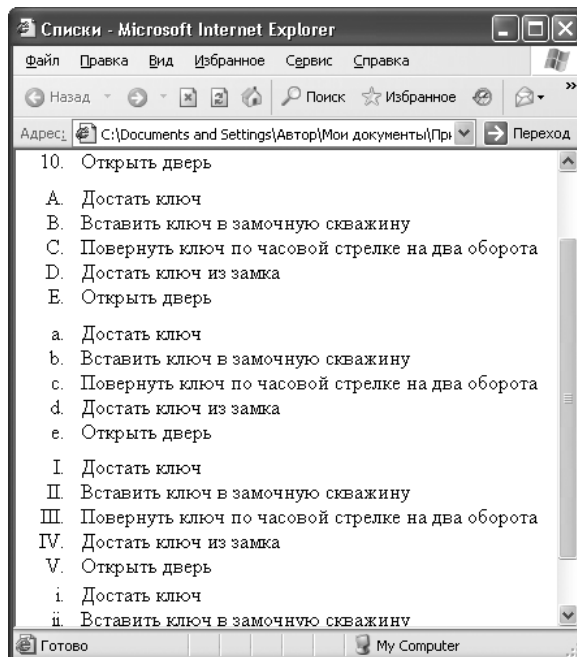 Списки - Microsoft Internet Explorer
Файл Правка Вид Избранное Сервис Справка
Назад Поиск Избранное »
Адрес: C:\Documents and Settings\Автор\Мои документы\При Переход
10. Открыть дверь
A. Достать ключ
B. Вставить ключ в замочную скважину
C. Повернуть ключ по часовой стрелке на два оборота
D. Достать ключ из замка
E. Открыть дверь
a. Достать ключ
b. Вставить ключ в замочную скважину
c. Повернуть ключ по часовой стрелке на два оборота
d. Достать ключ из замка
e. Открыть дверь
I. Достать ключ
II. Вставить ключ в замочную скважину
III. Повернуть ключ по часовой стрелке на два оборота
IV. Достать ключ из замка
V. Открыть дверь
i. Достать ключ
ii. Вставить ключ в замочную скважину
Готово My Computer